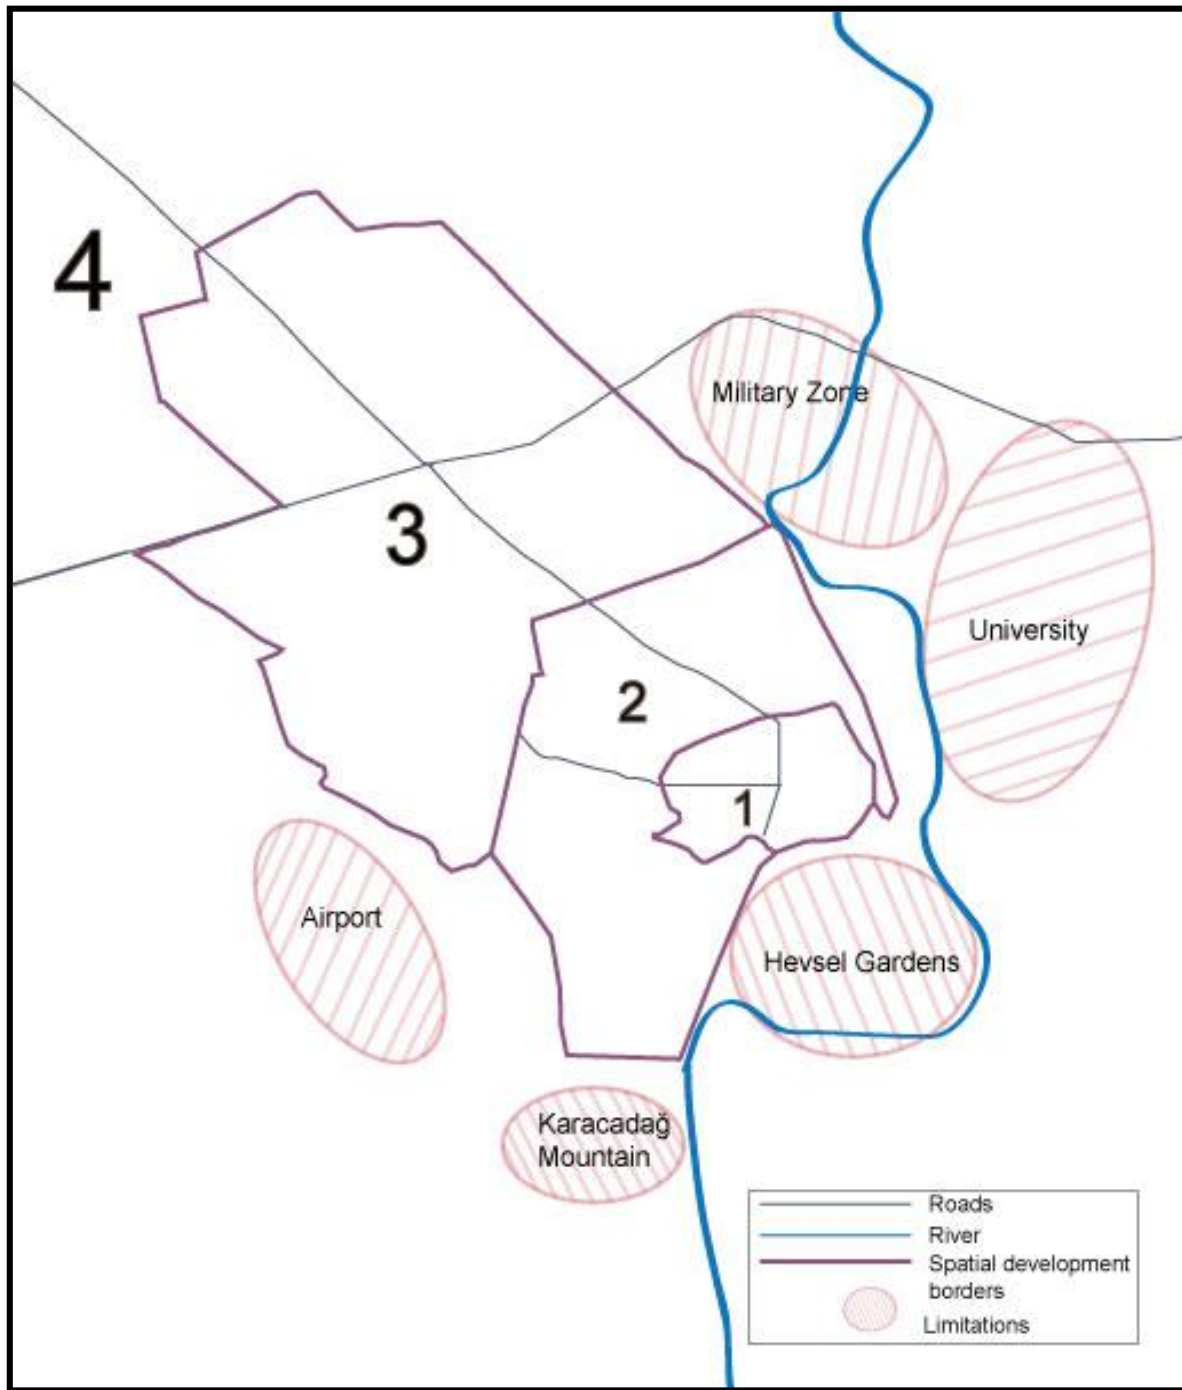 4
Military Zone
3
University
2
1
Airport
Hevsel Gardens
Karacadağ
Mountain
Roads
River
Spatial development
borders
Limitations